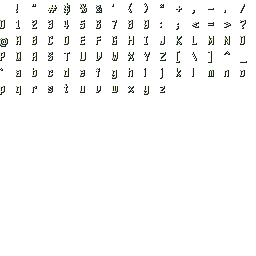 ! " # $ % & ' ( ) * + , - . /
0 1 2 3 4 5 6 7 8 9 : ; < = > ?
@ A B C D E F G H I J K L M N O
P Q R S T U V W X Y Z [ \ ] ^ _
` a b c d e f g h i j k l m n o
p q r s t u v w x y z